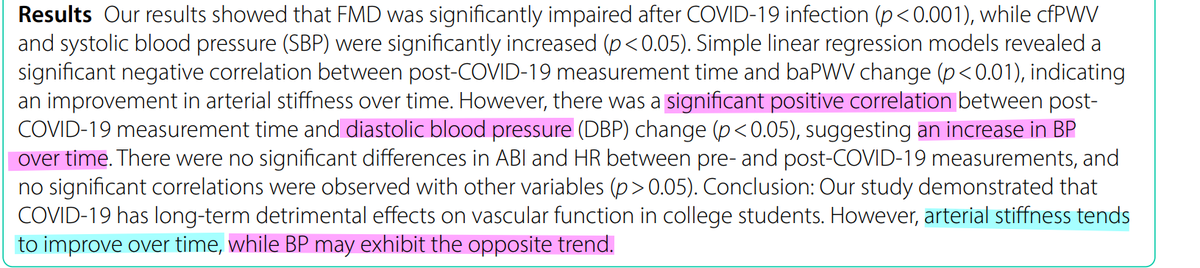 Results Our results showed that FMD was significantly impaired after COVID-19 infection (p<0.001), while cfPWV
and systolic blood pressure (SBP) were significantly increased (p<0.05). Simple linear regression models revealed a
significant negative correlation between post-COVID-19 measurement time and baPWV change (p<0.01), indicating
an improvement in arterial stiffness over time. However, there was a significant positive correlation between post-
COVID-19 measurement time and diastolic blood pressure (DBP) change (p<0.05), suggesting an increase in BP
over time. There were no significant differences in ABI and HR between pre- and post-COVID-19 measurements, and
no significant correlations were observed with other variables (p>0.05). Conclusion: Our study demonstrated that
COVID-19 has long-term detrimental effects on vascular function in college students. However, arterial stiffness tends
to improve over time, while BP may exhibit the opposite trend.